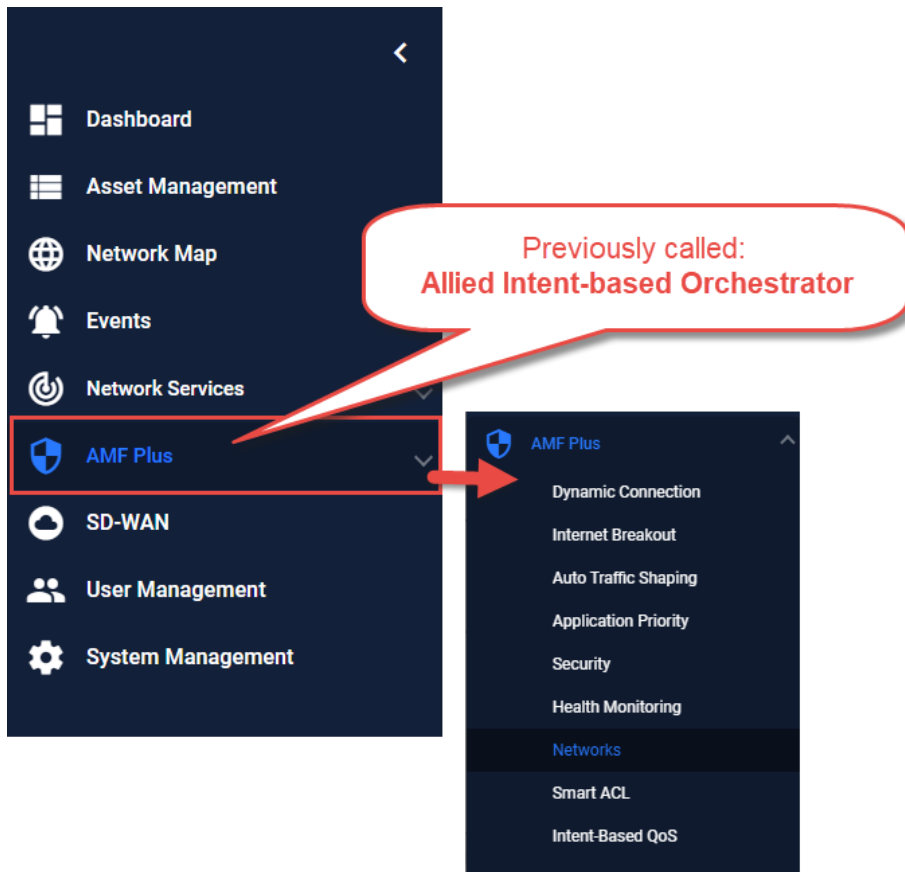 Dashboard
Asset Management
Network Map
Previously called:
Allied Intent-based Orchestrator
Events
Network Services
AMF Plus
SD-WAN
User Management
System Management
AMF Plus
Dynamic Connection
Internet Breakout
Auto Traffic Shaping
Application Priority
Security
Health Monitoring
Networks
Smart ACL
Intent-Based QoS